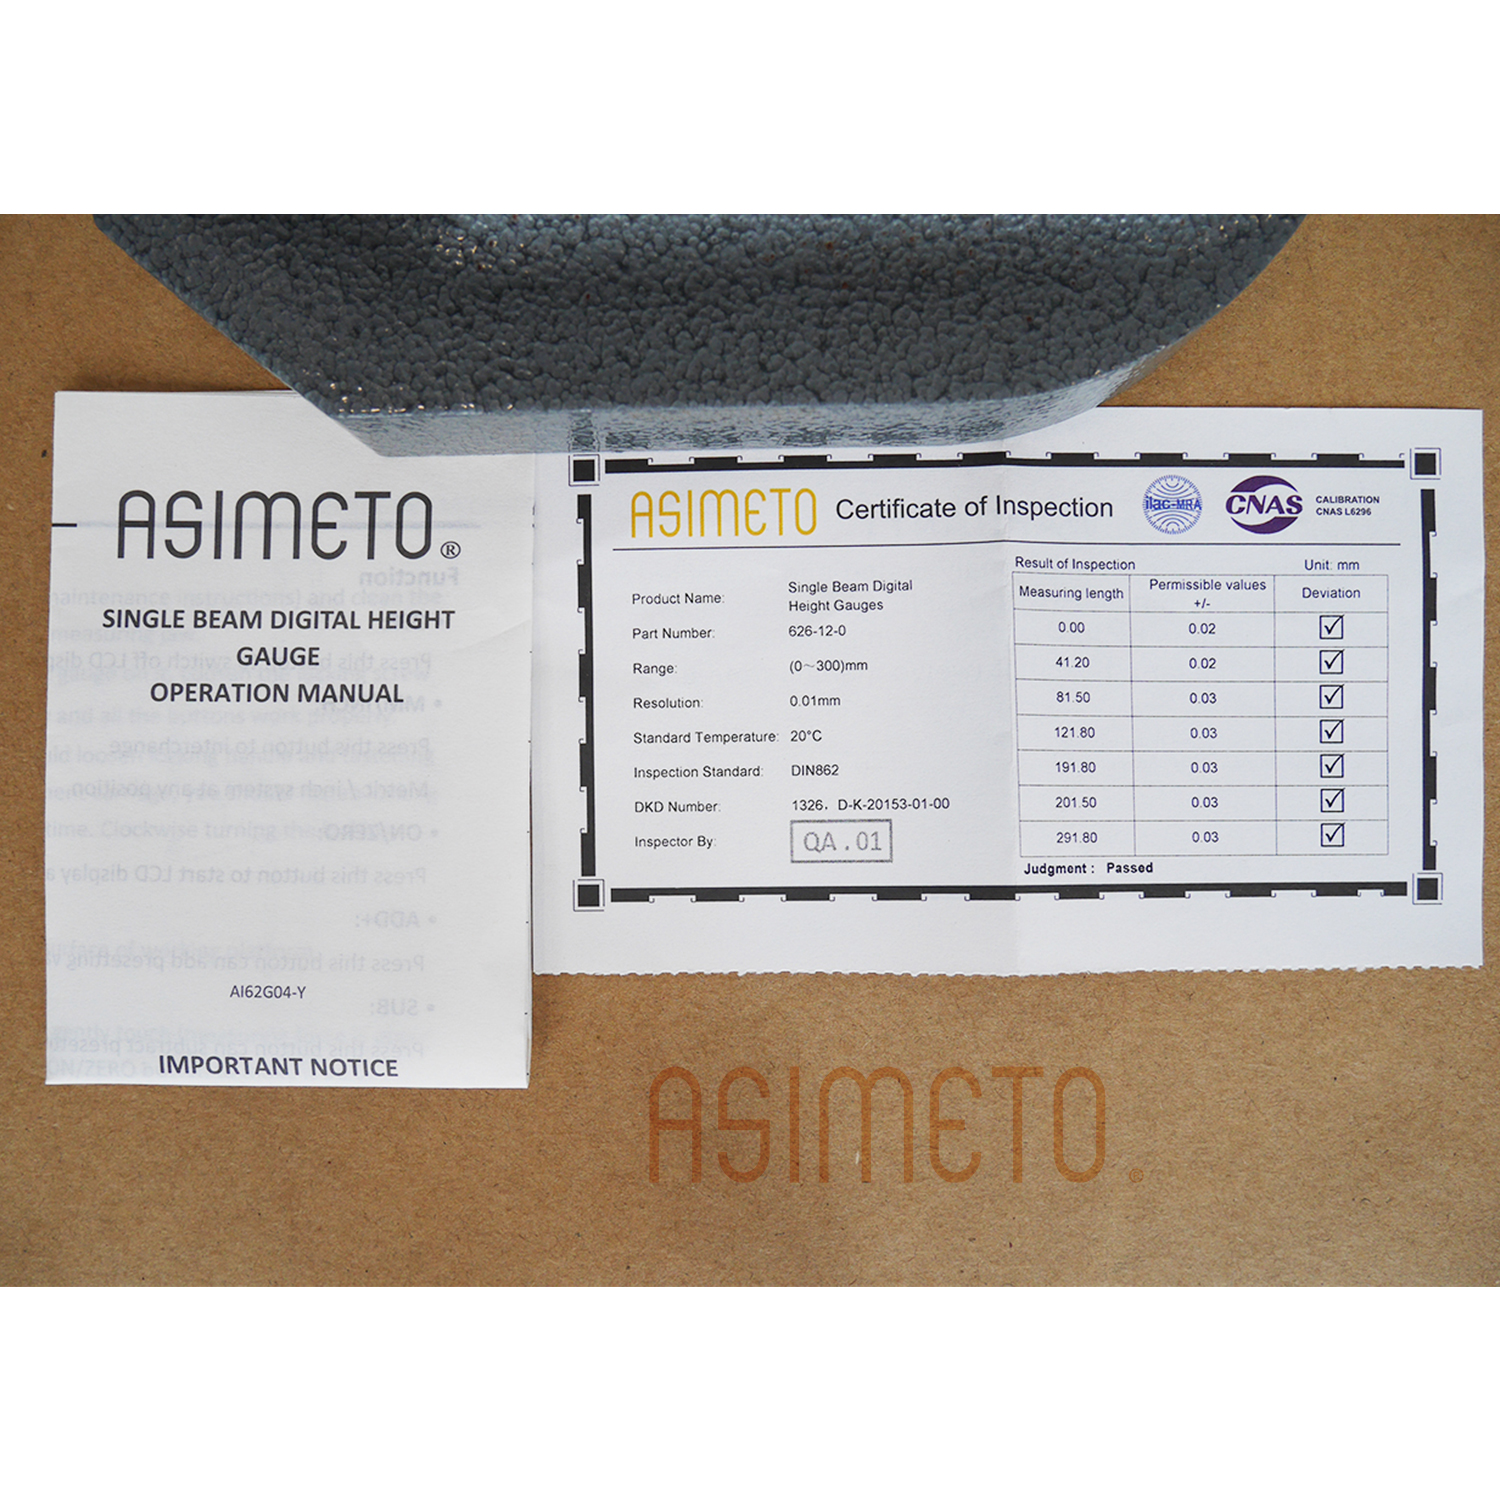 ASIMETO®
SINGLE BEAM DIGITAL HEIGHT
GAUGE
OPERATION MANUAL
AI62G04-Y
IMPORTANT NOTICE
ASIMETO Certificate of Inspection
ilac-MRA
CNAS
CALIBRATION
CNAS L6296
Product Name: Single Beam Digital
Height Gauges
Part Number: 626-12-0
Range: (0~300)mm
Resolution: 0.01mm
Standard Temperature: 20°C
Inspection Standard: DIN862
DKD Number: 1326, D-K-20153-01-00
Inspector By: QA.01
Result of Inspection Unit: mm
Measuring length Permissible values +/- Deviation
0.00 0.02 ☑
41.20 0.02 ☑
81.50 0.03 ☑
121.80 0.03 ☑
191.80 0.03 ☑
201.50 0.03 ☑
291.80 0.03 ☑
Judgment : Passed
ASIMETO®